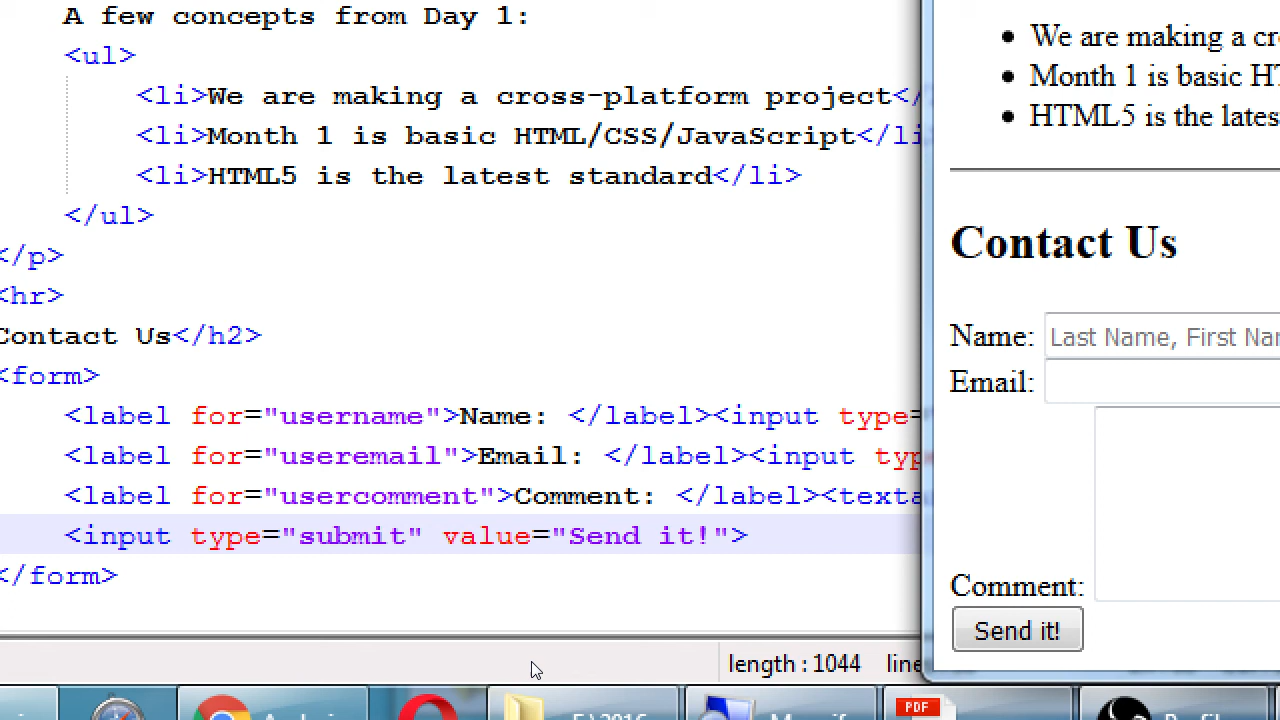 A few concepts from Day 1:
<ul>
<li>We are making a cross-platform project</
<li>Month 1 is basic HTML/CSS/JavaScript</li
<li>HTML5 is the latest standard</li>
</ul>
</p>
<hr>
Contact Us</h2>
<form>
<label for="username">Name: </label><input type=
<label for="useremail">Email: </label><input typ
<label for="usercomment">Comment: </label><texta
<input type="submit" value="Send it!">
</form>
length : 1044 line
We are making a cr
Month 1 is basic HT
HTML5 is the lates
Contact Us
Name: Last Name, First Nar
Email:
Comment:
Send it!
PDF